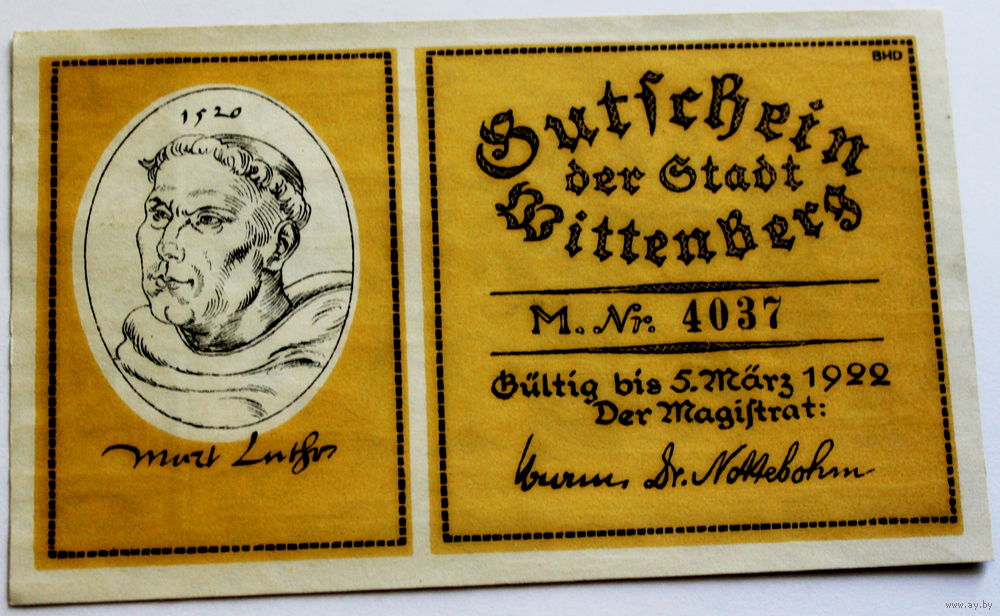 1520
Mart Luther
BHD
Gutschein
der Stadt
Wittenberg
M. Nr. 4037
Gültig bis 5. März 1922
Der Magiſtrat:
Wurm. Dr. Nottebohm
www.ay.by